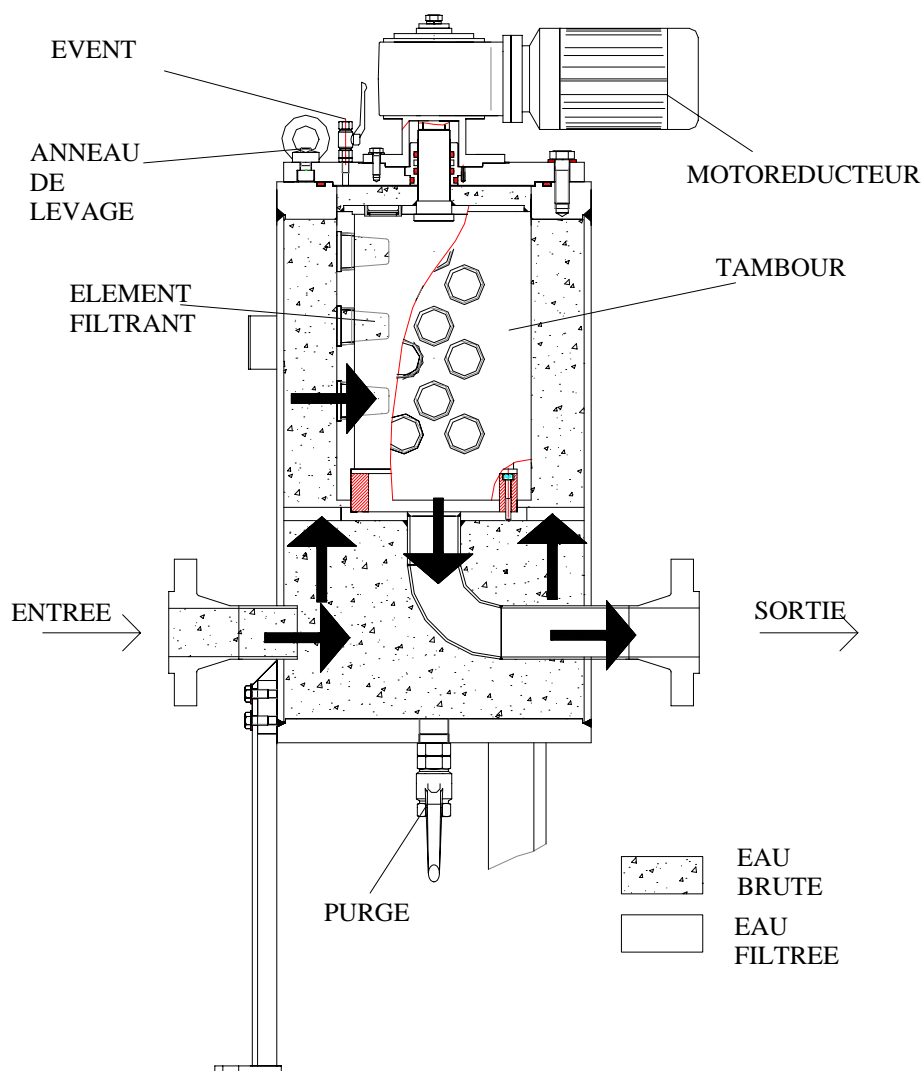 EVENT
ANNEAU
DE
LEVAGE
MOTOREDUCTEUR
TAMBOUR
ELEMENT
FILTRANT
ENTREE
SORTIE
PURGE
EAU
BRUTE
EAU
FILTREE